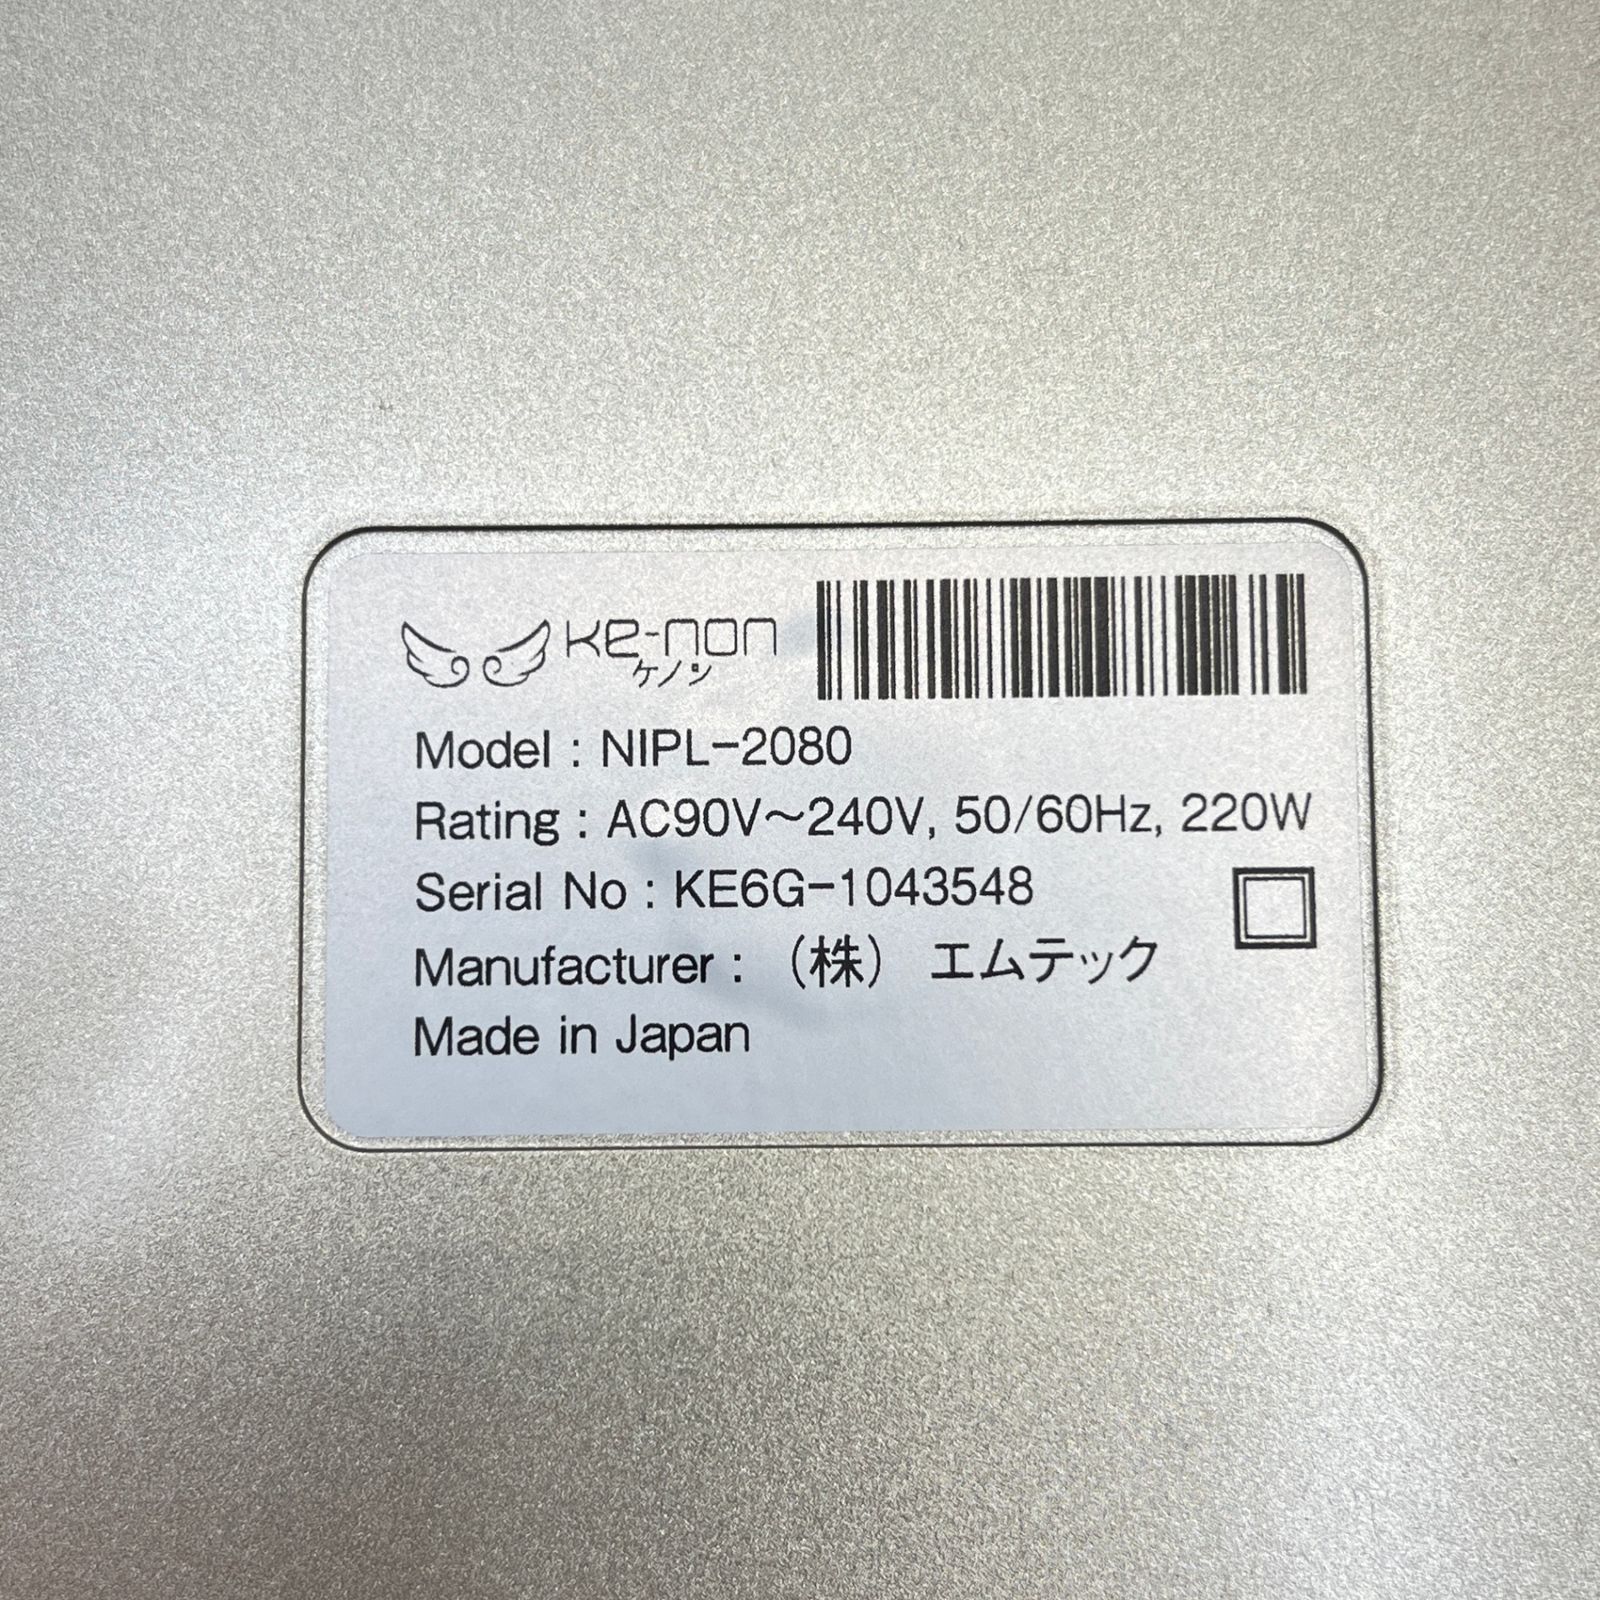 ke-non
ケノン
Model : NIPL-2080
Rating : AC90V～240V, 50/60Hz, 220W
Serial No : KE6G-1043548
Manufacturer : （株） エムテック
Made in Japan